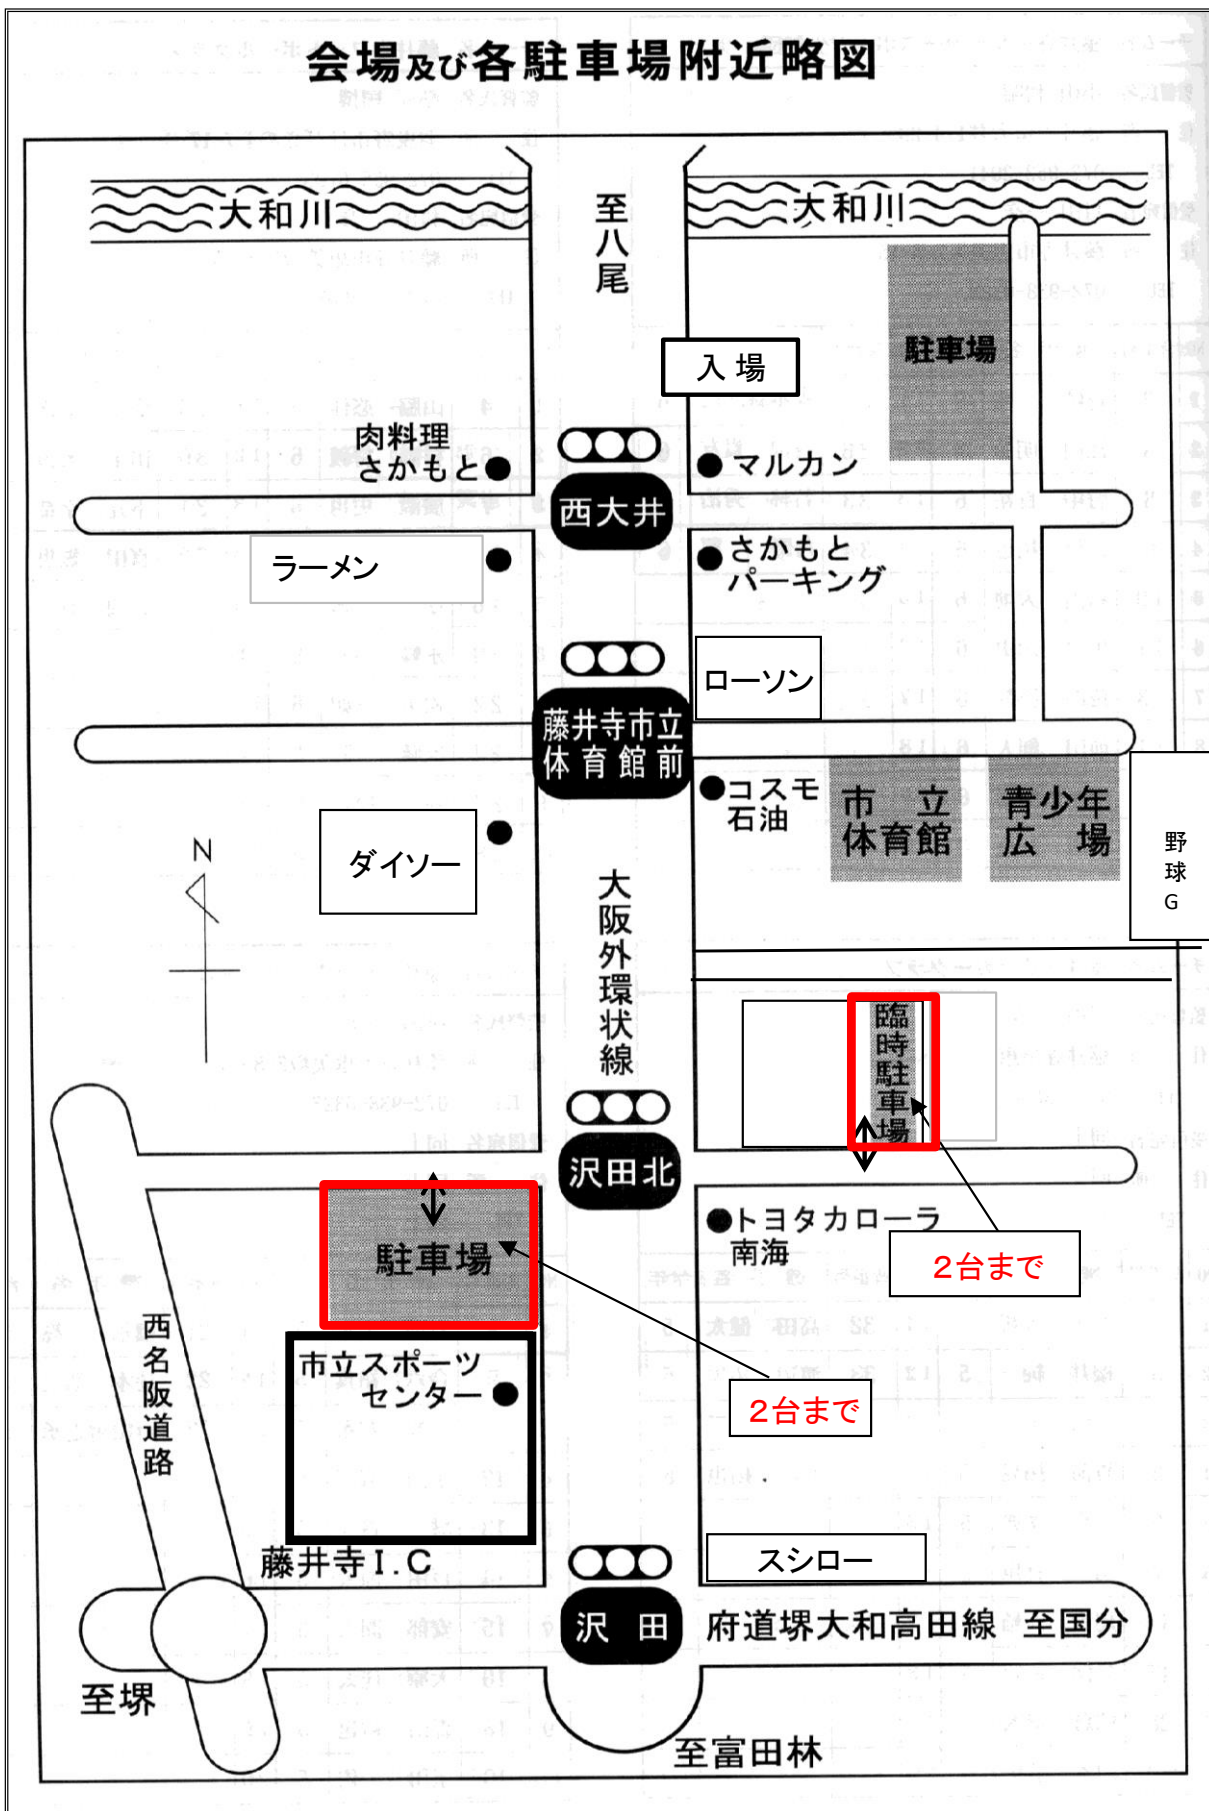 会場及び各駐車場附近略図
大和川
至八尾
大和川
駐車場
入場
肉料理
さかもと
マルカン
西大井
ラーメン
さかもと
パーキング
ローソン
藤井寺市立
体育館前
コスモ
石油
市立
体育館
青少年
広場
野球G
ダイソー
N
大阪外環状線
臨時駐車場
沢田北
トヨタカローラ
南海
2台まで
駐車場
西名阪道路
市立スポーツ
センター
2台まで
藤井寺I.C
スシロー
沢田
府道堺大和高田線 至国分
至堺
至富田林